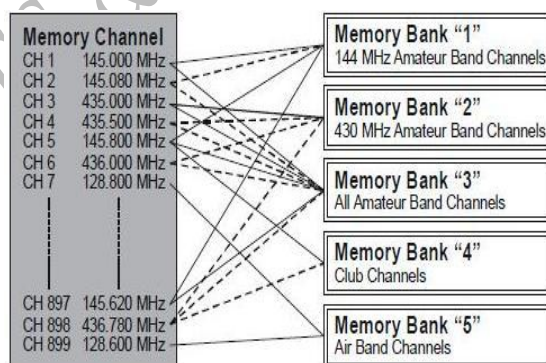 Memory Channel
CH 1 145.000 MHz
CH 2 145.080 MHz
CH 3 435.000 MHz
CH 4 435.500 MHz
CH 5 145.800 MHz
CH 6 436.000 MHz
CH 7 128.800 MHz
CH 897 145.620 MHz
CH 898 436.780 MHz
CH 899 128.600 MHz
Memory Bank “1”
144 MHz Amateur Band Channels
Memory Bank “2”
430 MHz Amateur Band Channels
Memory Bank “3”
All Amateur Band Channels
Memory Bank “4”
Club Channels
Memory Bank “5”
Air Band Channels